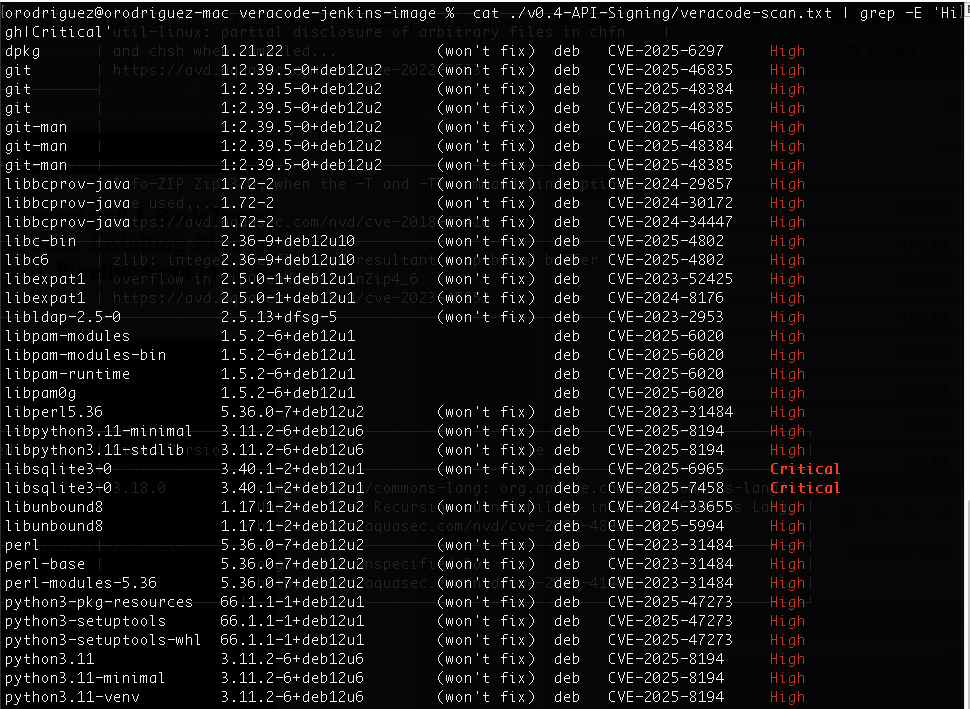 orodriguez@orodriguez-mac veracode-jenkins-image %  cat ./v0.4-API-Signing/veracode-scan.txt | grep -E 'Hi
gh|Critical'util-linux: partial disclosure of arbitrary files in chfn |
dpkg 1.21.22 (won't fix) deb CVE-2025-6297 High
git 1:2.39.5-0+deb12u2 (won't fix) deb CVE-2025-46835 High
git 1:2.39.5-0+deb12u2 (won't fix) deb CVE-2025-48384 High
git 1:2.39.5-0+deb12u2 (won't fix) deb CVE-2025-48385 High
git-man 1:2.39.5-0+deb12u2 (won't fix) deb CVE-2025-46835 High
git-man 1:2.39.5-0+deb12u2 (won't fix) deb CVE-2025-48384 High
git-man 1:2.39.5-0+deb12u2 (won't fix) deb CVE-2025-48385 High
libbcprov-java 1.72-2 (won't fix) deb CVE-2024-29857 High
libbcprov-java 1.72-2 (won't fix) deb CVE-2024-30172 High
libbcprov-java 1.72-2 (won't fix) deb CVE-2024-34447 High
libc-bin 2.36-9+deb12u10 (won't fix) deb CVE-2025-4802 High
libc6 2.36-9+deb12u10 (won't fix) deb CVE-2025-4802 High
libexpat1 2.5.0-1+deb12u1 (won't fix) deb CVE-2023-52425 High
libexpat1 2.5.0-1+deb12u1 (won't fix) deb CVE-2024-8176 High
libldap-2.5-0 2.5.13+dfsg-5 (won't fix) deb CVE-2023-2953 High
libpam-modules 1.5.2-6+deb12u1 deb CVE-2025-6020 High
libpam-modules-bin 1.5.2-6+deb12u1 deb CVE-2025-6020 High
libpam-runtime 1.5.2-6+deb12u1 deb CVE-2025-6020 High
libpam0g 1.5.2-6+deb12u1 deb CVE-2025-6020 High
libperl5.36 5.36.0-7+deb12u2 (won't fix) deb CVE-2023-31484 High
libpython3.11-minimal 3.11.2-6+deb12u6 (won't fix) deb CVE-2025-8194 High
libpython3.11-stdlib 3.11.2-6+deb12u6 (won't fix) deb CVE-2025-8194 High
libsqlite3-0 3.40.1-2+deb12u1 (won't fix) deb CVE-2025-6965 Critical
libsqlite3-0 3.40.1-2+deb12u1 (won't fix) deb CVE-2025-7458 Critical
libunbound8 1.17.1-2+deb12u2 (won't fix) deb CVE-2024-33655 High
libunbound8 1.17.1-2+deb12u2 deb CVE-2025-5994 High
perl 5.36.0-7+deb12u2 (won't fix) deb CVE-2023-31484 High
perl-base 5.36.0-7+deb12u2 (won't fix) deb CVE-2023-31484 High
perl-modules-5.36 5.36.0-7+deb12u2 (won't fix) deb CVE-2023-31484 High
python3-pkg-resources 66.1.1-1+deb12u1 (won't fix) deb CVE-2025-47273 High
python3-setuptools 66.1.1-1+deb12u1 (won't fix) deb CVE-2025-47273 High
python3-setuptools-whl 66.1.1-1+deb12u1 (won't fix) deb CVE-2025-47273 High
python3.11 3.11.2-6+deb12u6 (won't fix) deb CVE-2025-8194 High
python3.11-minimal 3.11.2-6+deb12u6 (won't fix) deb CVE-2025-8194 High
python3.11-venv 3.11.2-6+deb12u6 (won't fix) deb CVE-2025-8194 High